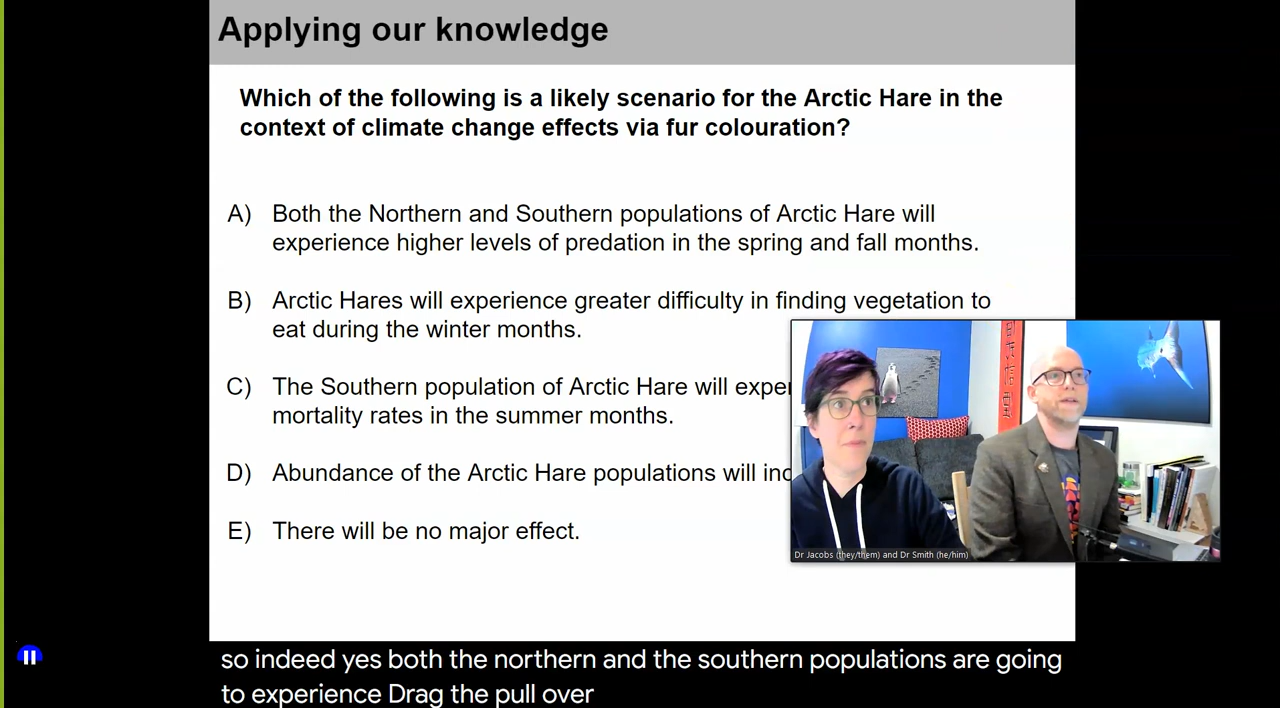 Applying our knowledge
Which of the following is a likely scenario for the Arctic Hare in the
context of climate change effects via fur colouration?
A) Both the Northern and Southern populations of Arctic Hare will
experience higher levels of predation in the spring and fall months.
B) Arctic Hares will experience greater difficulty in finding vegetation to
eat during the winter months.
C) The Southern population of Arctic Hare will
mortality rates in the summer months.
D) Abundance of the Arctic Hare populations will
E) There will be no major effect.
Dr Jacobs (they/them) and Dr Smith (he/him)
so indeed yes both the northern and the southern populations are going
to experience Drag the pull over